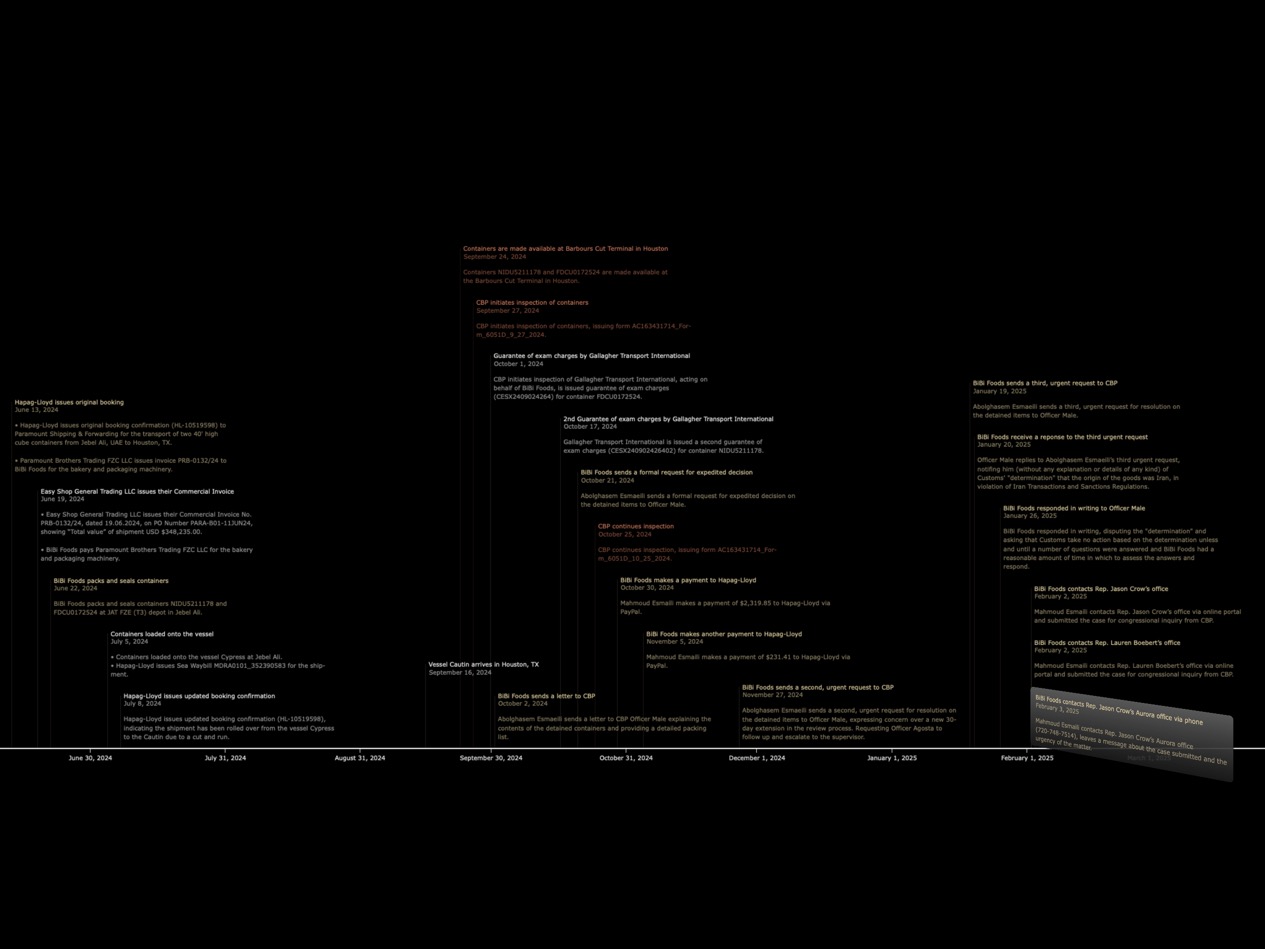 Hapag-Lloyd issues original booking
June 13, 2024
• Hapag-Lloyd issues original booking confirmation (HL-10519598) to
Paramount Shipping & Forwarding for the transport of two 40' high
cube containers from Jebel Ali, UAE to Houston, TX.
• Paramount Brothers Trading FZC LLC issues invoice PRB-0132/24 to
BiBi Foods for the bakery and packaging machinery.
Easy Shop General Trading LLC issues their Commercial Invoice
June 19, 2024
• Easy Shop General Trading LLC issues their Commercial Invoice No.
PRB-0132/24, dated 19.06.2024, on PO Number PARA-B01-11JUN24,
showing "Total value" of shipment USD $348,235.00.
• BiBi Foods pays Paramount Brothers Trading FZC LLC for the bakery
and packaging machinery.
BiBi Foods packs and seals containers
June 22, 2024
BiBi Foods packs and seals containers NIDU5211178 and
FDCU0172524 at JAT FZE (T3) depot in Jebel Ali.
Containers loaded onto the vessel
July 5, 2024
• Containers loaded onto the vessel Cypress at Jebel Ali.
• Hapag-Lloyd issues Sea Waybill MDRA0101_352390583 for the ship-
ment.
Hapag-Lloyd issues updated booking confirmation
July 8, 2024
Hapag-Lloyd issues updated booking confirmation (HL-10519598),
indicating the shipment has been rolled over from the vessel Cypress
to the Cautin due to a cut and run.
Vessel Cautin arrives in Houston, TX
September 16, 2024
Containers are made available at Barbours Cut Terminal in Houston
September 24, 2024
Containers NIDU5211178 and FDCU0172524 are made available at
the Barbours Cut Terminal in Houston.
CBP initiates inspection of containers
September 27, 2024
CBP initiates inspection of containers, issuing form AC163431714_For-
m_6051D_9_27_2024.
Guarantee of exam charges by Gallagher Transport International
October 1, 2024
CBP initiates inspection of Gallagher Transport International, acting on
behalf of BiBi Foods, is issued guarantee of exam charges
(CESX2409024264) for container FDCU0172524.
BiBi Foods sends a letter to CBP
October 2, 2024
Abolghasem Esmaeili sends a letter to CBP Officer Male explaining the
contents of the detained containers and providing a detailed packing
list.
2nd Guarantee of exam charges by Gallagher Transport International
October 17, 2024
Gallagher Transport International is issued a second guarantee of
exam charges (CESX240902426402) for container NIDU5211178.
BiBi Foods sends a formal request for expedited decision
October 21, 2024
Abolghasem Esmaeili sends a formal request for expedited decision on
the detained items to Officer Male.
CBP continues inspection
October 25, 2024
CBP continues inspection, issuing form AC163431714_For-
m_6051D_10_25_2024.
BiBi Foods makes a payment to Hapag-Lloyd
October 30, 2024
Mahmoud Esmaili makes a payment of $2,319.85 to Hapag-Lloyd via
PayPal.
BiBi Foods makes another payment to Hapag-Lloyd
November 5, 2024
Mahmoud Esmaili makes a payment of $231.41 to Hapag-Lloyd via
PayPal.
BiBi Foods sends a second, urgent request to CBP
November 27, 2024
Abolghasem Esmaeili sends a second, urgent request for resolution on
the detained items to Officer Male, expressing concern over a new 30-
day extension in the review process. Requesting Officer Agosta to
follow up and escalate to the supervisor.
BiBi Foods sends a third, urgent request to CBP
January 19, 2025
Abolghasem Esmaeili sends a third, urgent request for resolution on
the detained items to Officer Male.
BiBi Foods receive a reponse to the third urgent request
January 20, 2025
Officer Male replies to Abolghasem Esmaeili's third urgent request,
notifing him (without any explanation or details of any kind) of
Customs' "determination" that the origin of the goods was Iran, in
violation of Iran Transactions and Sanctions Regulations.
BiBi Foods responded in writing to Officer Male
January 26, 2025
BiBi Foods responded in writing, disputing the "determination" and
asking that Customs take no action based on the determination unless
and until a number of questions were answered and BiBi Foods had a
reasonable amount of time in which to assess the answers and
respond.
BiBi Foods contacts Rep. Jason Crow's office
February 2, 2025
Mahmoud Esmaili contacts Rep. Jason Crow's office via online portal
and submitted the case for congressional inquiry from CBP.
BiBi Foods contacts Rep. Lauren Boebert's office
February 2, 2025
Mahmoud Esmaili contacts Rep. Lauren Boebert's office via online
portal and submitted the case for congressional inquiry from CBP.
BiBi Foods contacts Rep. Jason Crow's Aurora office via phone
February 3, 2025
Mahmoud Esmaili contacts Rep. Jason Crow's Aurora office
(720-748-7514), leaves a message about the case submitted and the
urgency of the matter.
June 30, 2024
July 31, 2024
August 31, 2024
September 30, 2024
October 31, 2024
December 1, 2024
January 1, 2025
February 1, 2025